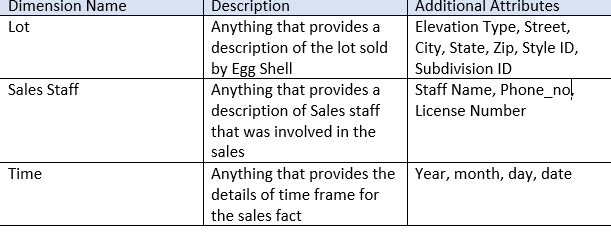 Dimension Name Description Additional Attributes
Lot Anything that provides a Elevation Type, Street,
description of the lot sold City, State, Zip, Style ID,
by Egg Shell Subdivision ID
Sales Staff Anything that provides a Staff Name, Phone_no,
description of Sales staff License Number
that was involved in the
sales
Time Anything that provides the Year, month, day, date
details of time frame for
the sales fact